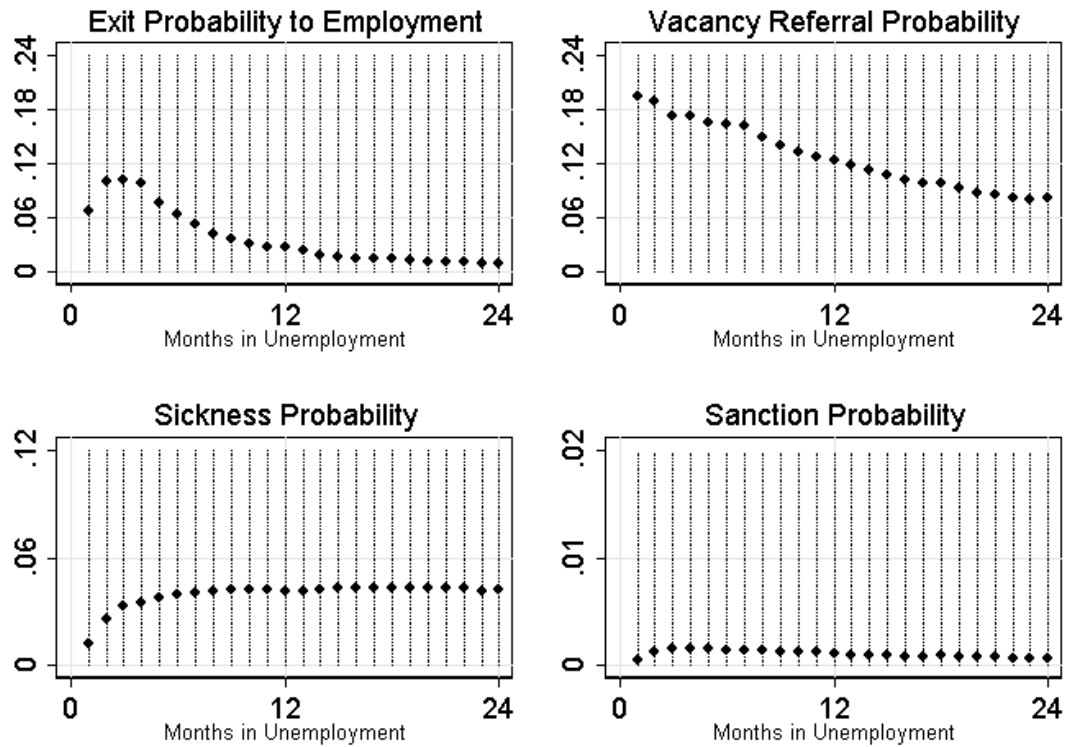 Exit Probability to Employment
.24
.18
.12
.06
0
0 12 24
Months in Unemployment
Vacancy Referral Probability
.24
.18
.12
.06
0
0 12 24
Months in Unemployment
Sickness Probability
.12
.06
0
0 12 24
Months in Unemployment
Sanction Probability
.02
.01
0
0 12 24
Months in Unemployment